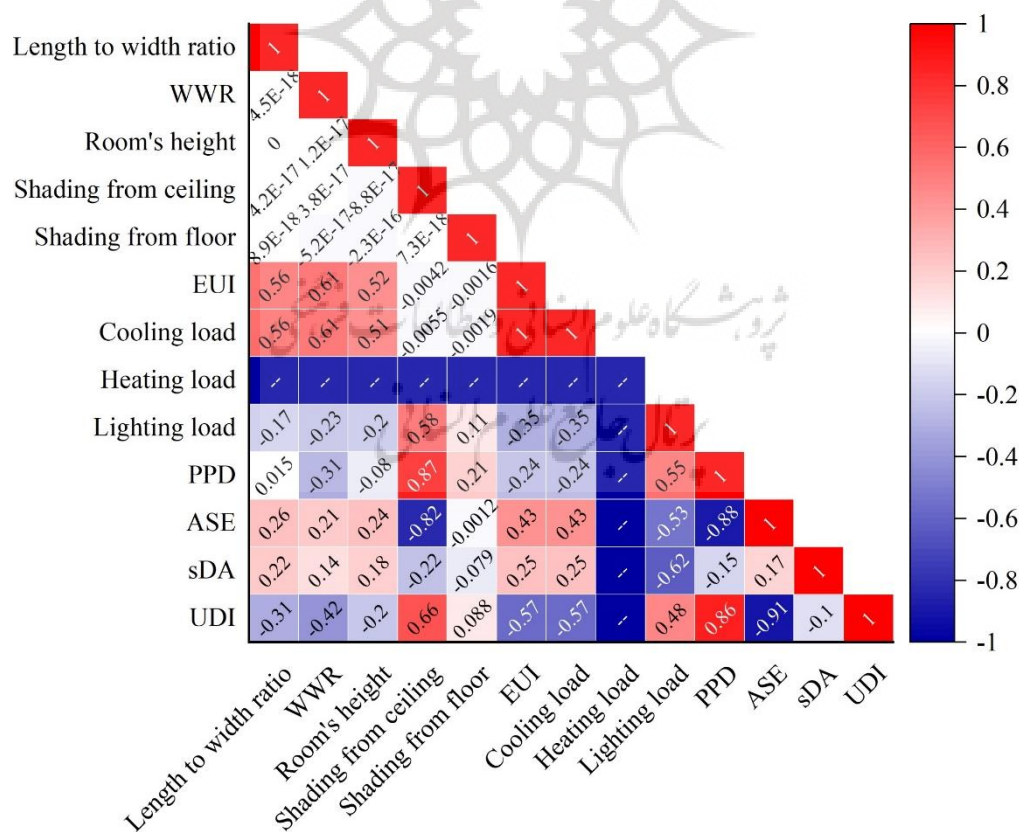 Length to width ratio 1
WWR 4.5E-18 1
Room's height 0 1.2E-17 1
Shading from ceiling 4.2E-17 3.8E-17 -8.8E-17 1
Shading from floor 8.9E-18 -5.2E-17 -2.3E-16 7.3E-18 1
EUI 0.56 0.61 0.52 -0.0042 -0.0016 1
Cooling load 0.56 0.61 0.51 -0.0055 -0.0019 1 1
Heating load -- -- -- -- -- -- -- --
Lighting load -0.17 -0.23 -0.2 0.58 0.11 -0.35 -0.35 -- 1
PPD 0.015 -0.31 -0.08 0.87 0.21 -0.24 -0.24 -- 0.55 1
ASE 0.26 0.21 0.24 -0.82 -0.0012 0.43 0.43 -- -0.53 -0.88 1
sDA 0.22 0.14 0.18 -0.22 -0.079 0.25 0.25 -- -0.62 -0.15 0.17 1
UDI -0.31 -0.42 -0.2 0.66 0.088 -0.57 -0.57 -- 0.48 0.86 -0.91 -0.1 1
Length to width ratio
WWR
Room's height
Shading from ceiling
Shading from floor
EUI
Cooling load
Heating load
Lighting load
PPD
ASE
sDA
UDI
1
0.8
0.6
0.4
0.2
0
-0.2
-0.4
-0.6
-0.8
-1
پژوهشگاه علوم انسانی و مطالعات فرهنگی
پرتال جامع علوم انسانی